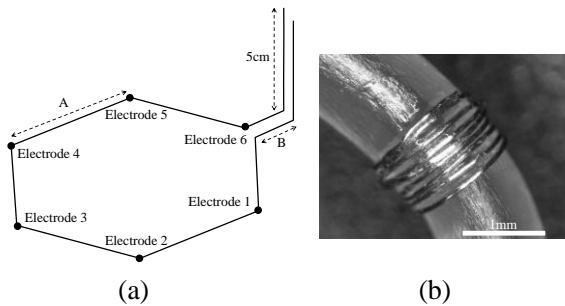 5cm
A
Electrode 5
Electrode 6
B
Electrode 4
Electrode 1
Electrode 3
Electrode 2
1mm
(a)
(b)